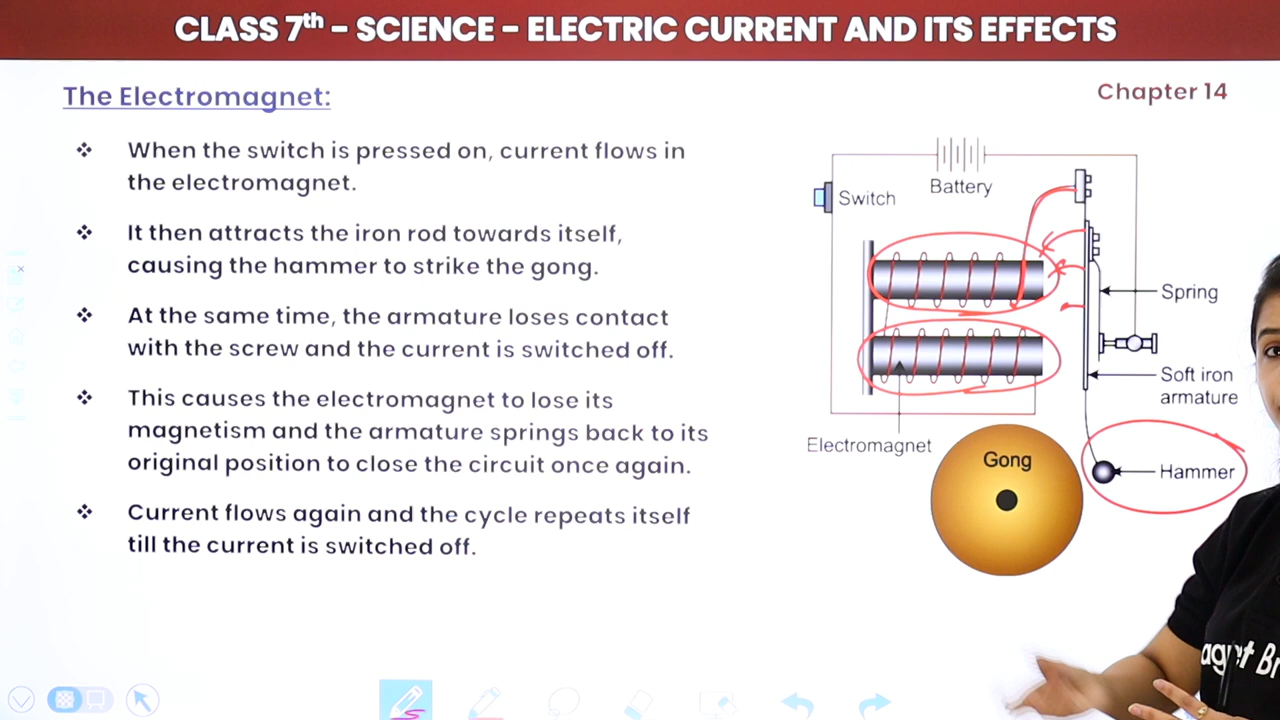 CLASS 7th – SCIENCE – ELECTRIC CURRENT AND ITS EFFECTS
The Electromagnet:
Chapter 14
❖ When the switch is pressed on, current flows in
the electromagnet.
❖ It then attracts the iron rod towards itself,
causing the hammer to strike the gong.
❖ At the same time, the armature loses contact
with the screw and the current is switched off.
❖ This causes the electromagnet to lose its
magnetism and the armature springs back to its
original position to close the circuit once again.
❖ Current flows again and the cycle repeats itself
till the current is switched off.
Battery
Switch
Spring
Soft iron
armature
Electromagnet
Gong
Hammer